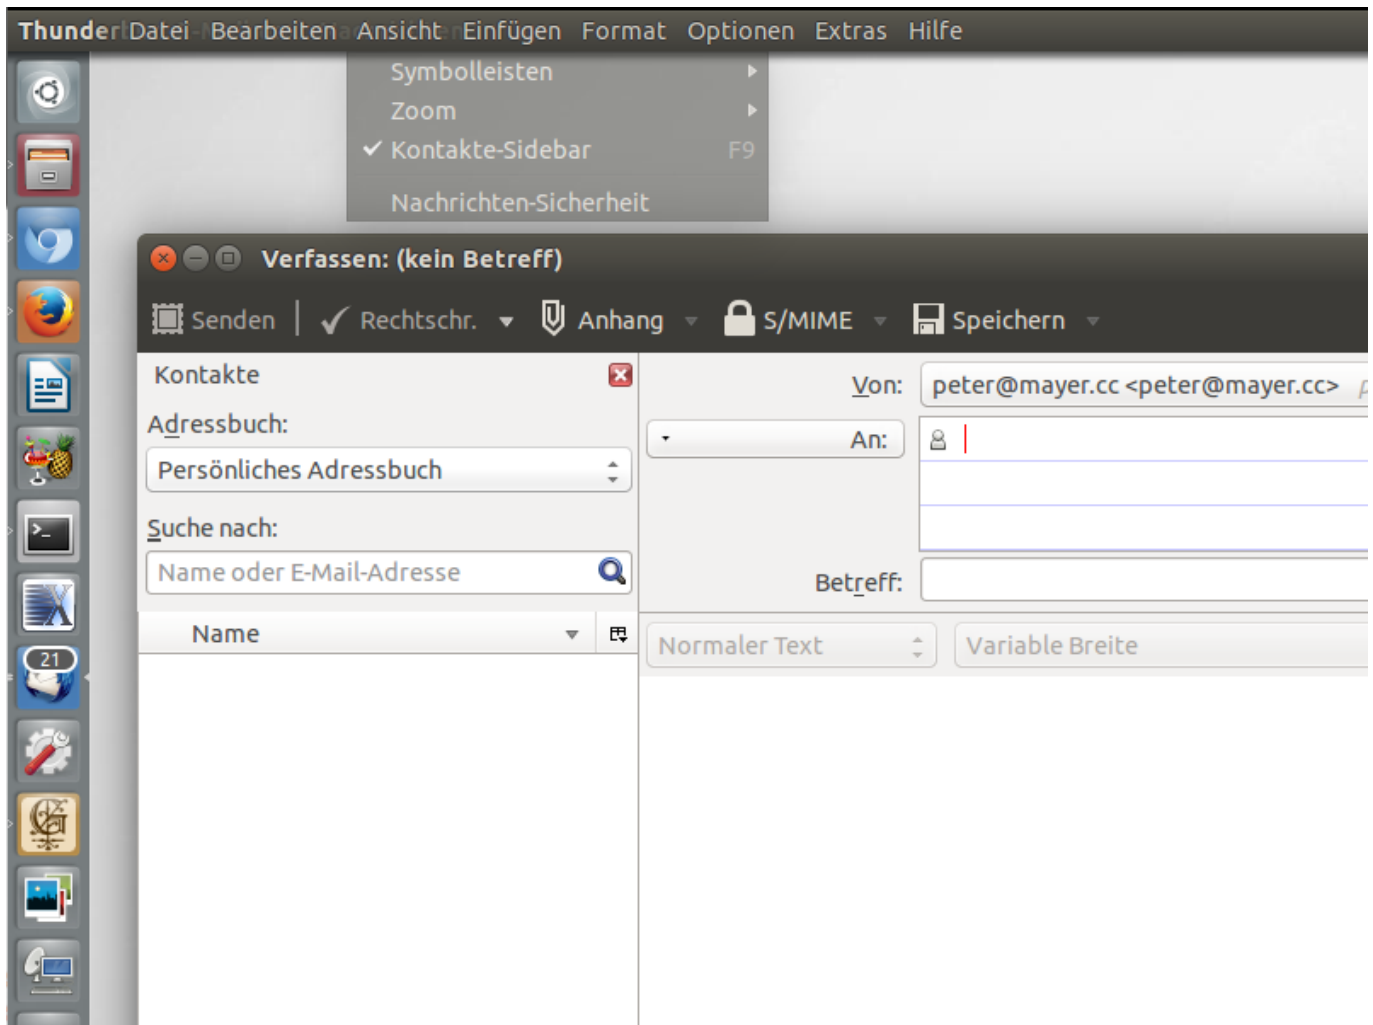 Thunder Datei Bearbeiten Ansicht Einfügen Format Optionen Extras Hilfe
Symbolleisten
Zoom
Kontakte-Sidebar F9
Nachrichten-Sicherheit
Verfassen: (kein Betreff)
Senden Rechtschr. Anhang S/MIME Speichern
Kontakte
Von: peter@mayer.cc <peter@mayer.cc> p
Adressbuch:
An:
Persönliches Adressbuch
Suche nach:
Name oder E-Mail-Adresse
Betreff:
Name
Normaler Text Variable Breite
21